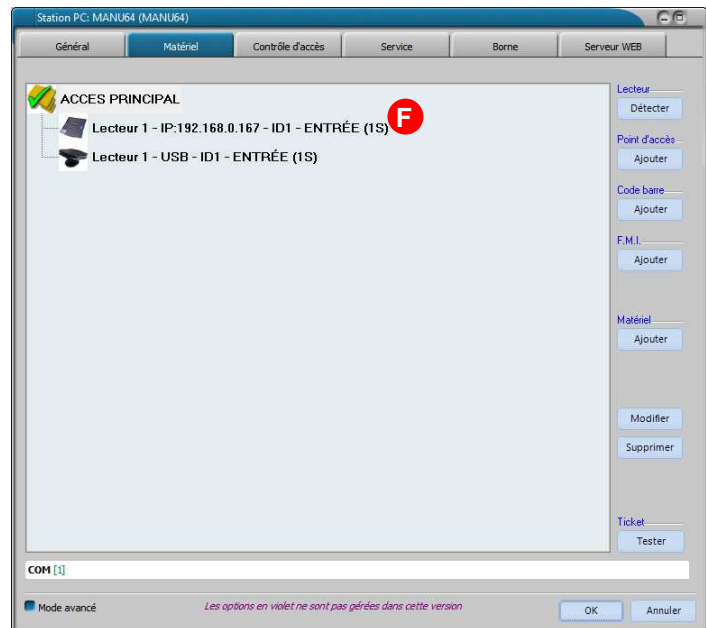 Station PC: MANU64 (MANU64)
Général Matériel Contrôle d'accès Service Borne Serveur WEB
ACCES PRINCIPAL
Lecteur 1 - IP:192.168.0.167 - ID1 - ENTRÉE (1S)
F
Lecteur 1 - USB - ID1 - ENTRÉE (1S)
Lecteur
Détecter
Point d'accès
Ajouter
Code barre
Ajouter
F.M.I.
Ajouter
Matériel
Ajouter
Modifier
Supprimer
Ticket
Tester
COM [1]
Mode avancé
Les options en violet ne sont pas gérées dans cette version
OK Annuler